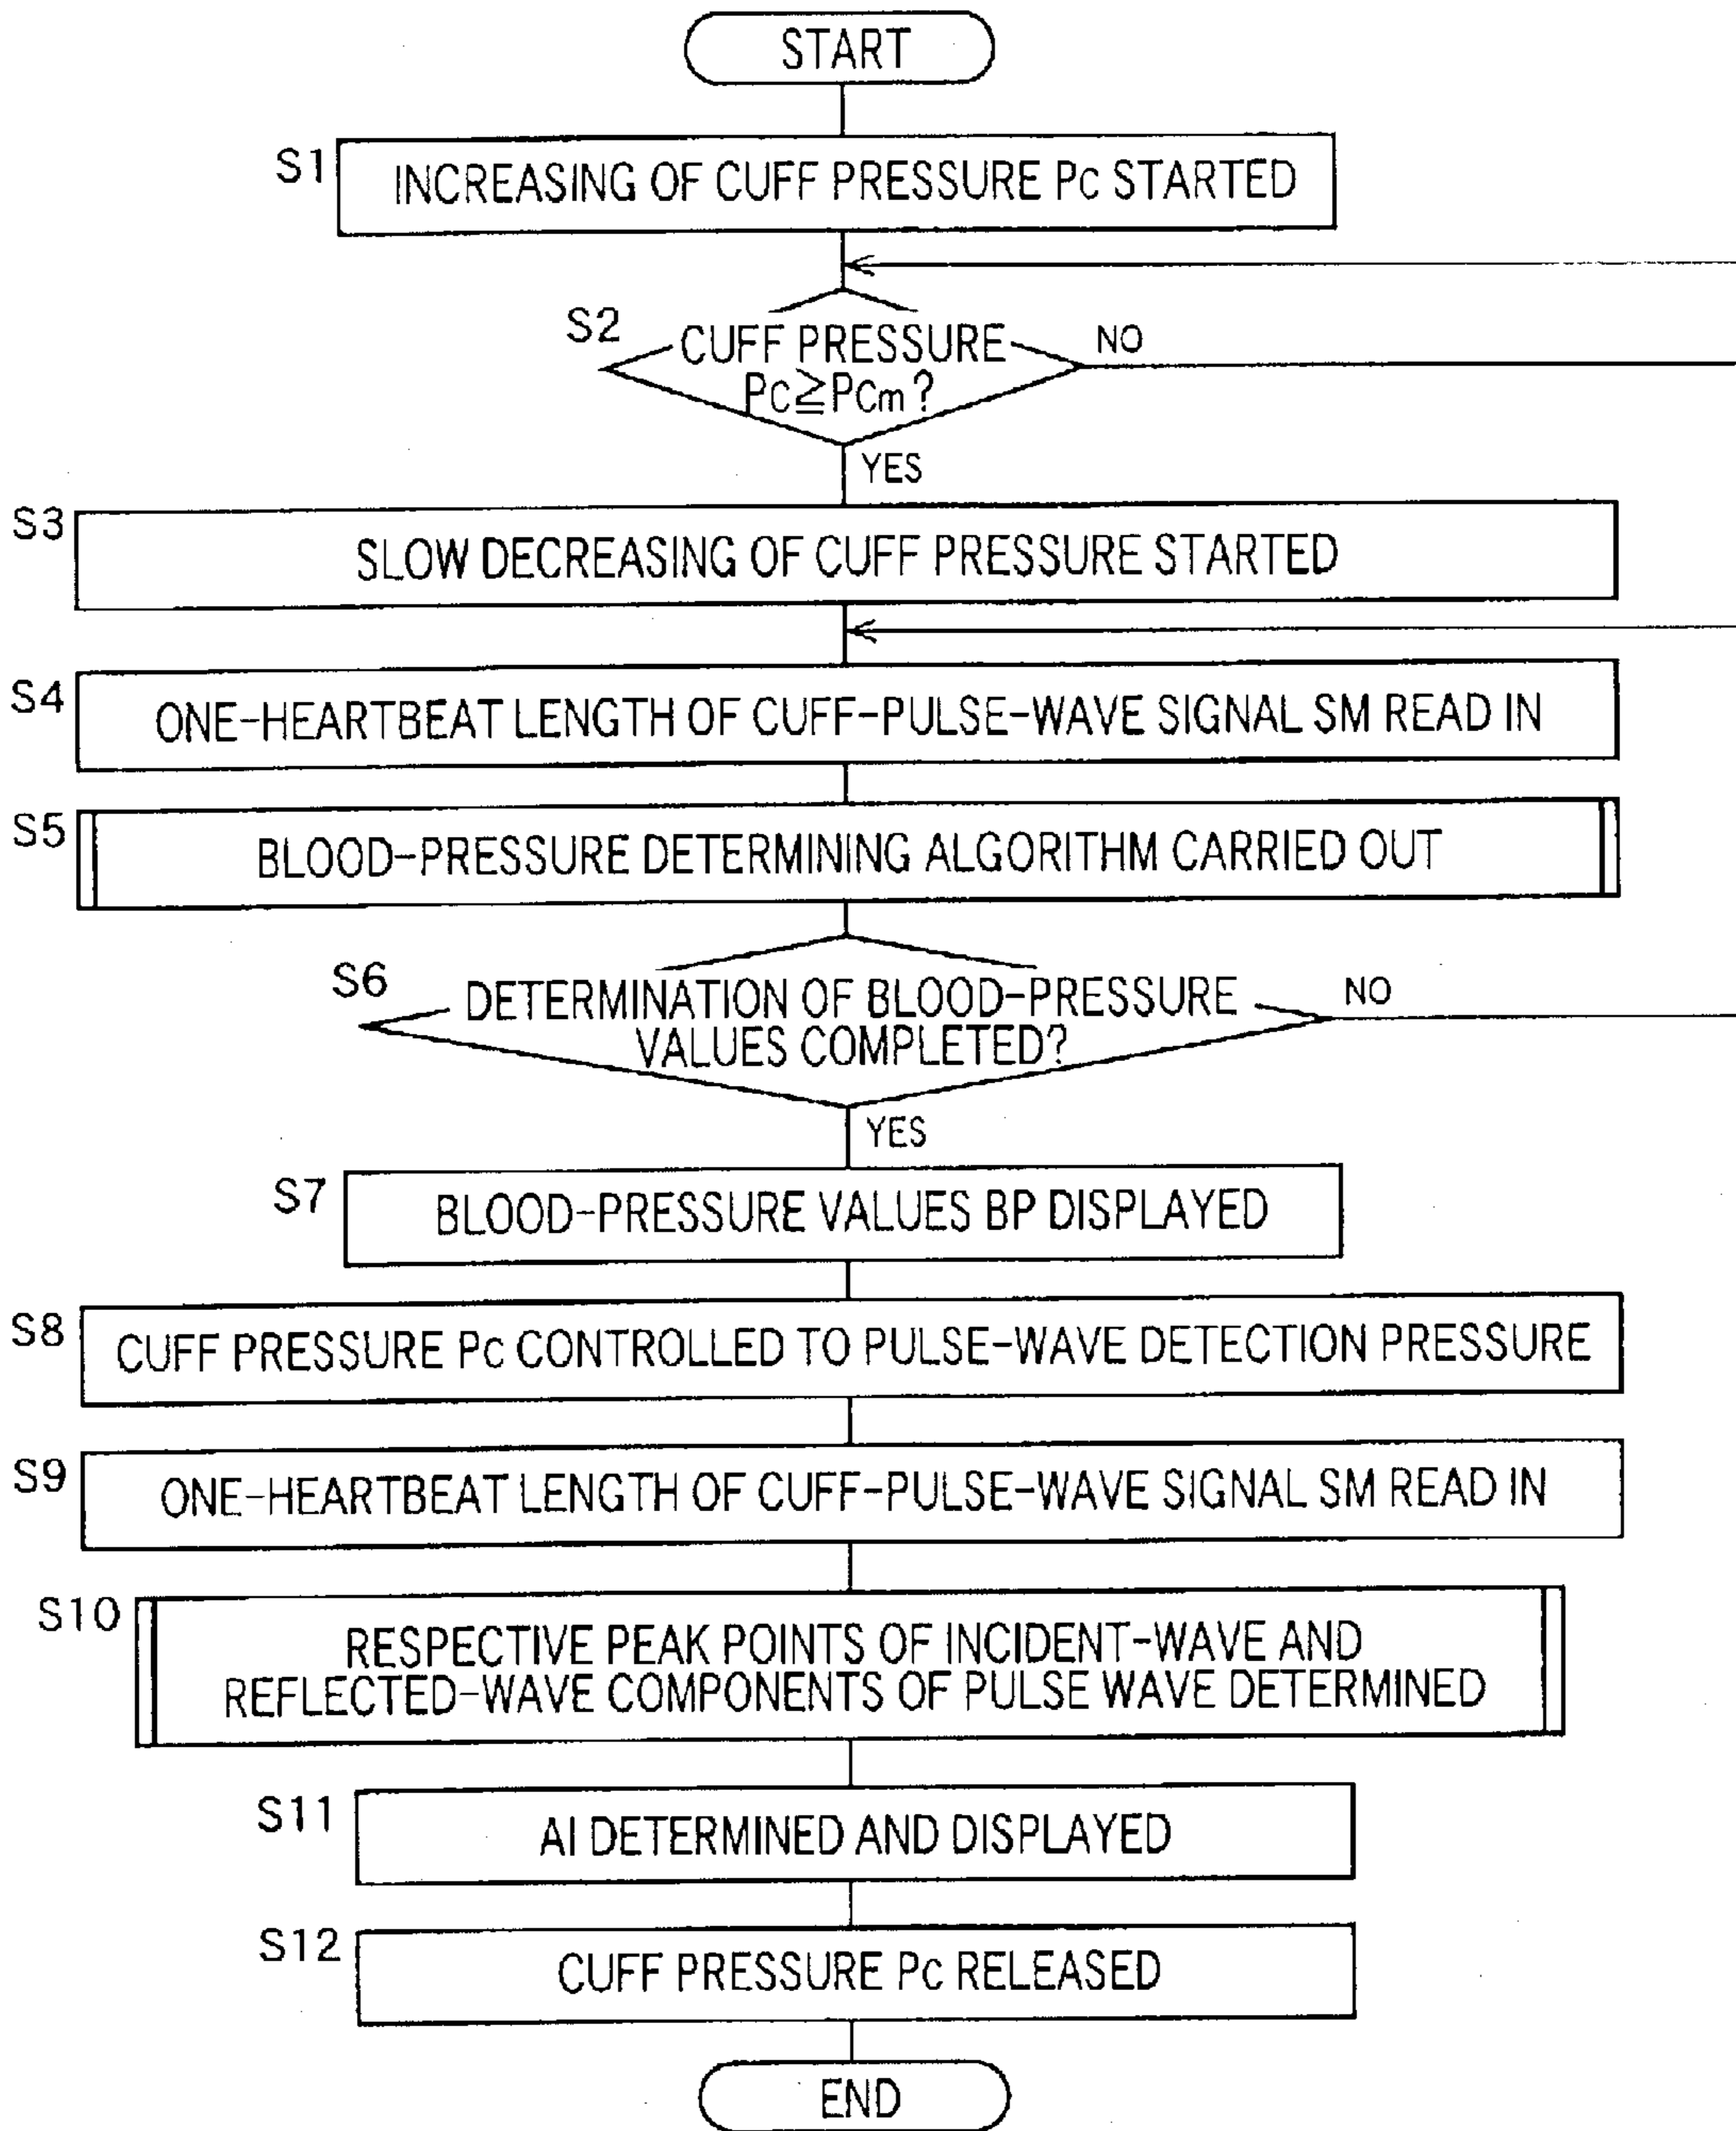 START
S1
INCREASING OF CUFF PRESSURE Pc STARTED
S2
CUFF PRESSURE
Pc≧PCm?
NO
YES
S3
SLOW DECREASING OF CUFF PRESSURE STARTED
S4
ONE-HEARTBEAT LENGTH OF CUFF-PULSE-WAVE SIGNAL SM READ IN
S5
BLOOD-PRESSURE DETERMINING ALGORITHM CARRIED OUT
S6
DETERMINATION OF BLOOD-PRESSURE
VALUES COMPLETED?
NO
YES
S7
BLOOD-PRESSURE VALUES BP DISPLAYED
S8
CUFF PRESSURE Pc CONTROLLED TO PULSE-WAVE DETECTION PRESSURE
S9
ONE-HEARTBEAT LENGTH OF CUFF-PULSE-WAVE SIGNAL SM READ IN
S10
RESPECTIVE PEAK POINTS OF INCIDENT-WAVE AND
REFLECTED-WAVE COMPONENTS OF PULSE WAVE DETERMINED
S11
AI DETERMINED AND DISPLAYED
S12
CUFF PRESSURE Pc RELEASED
END